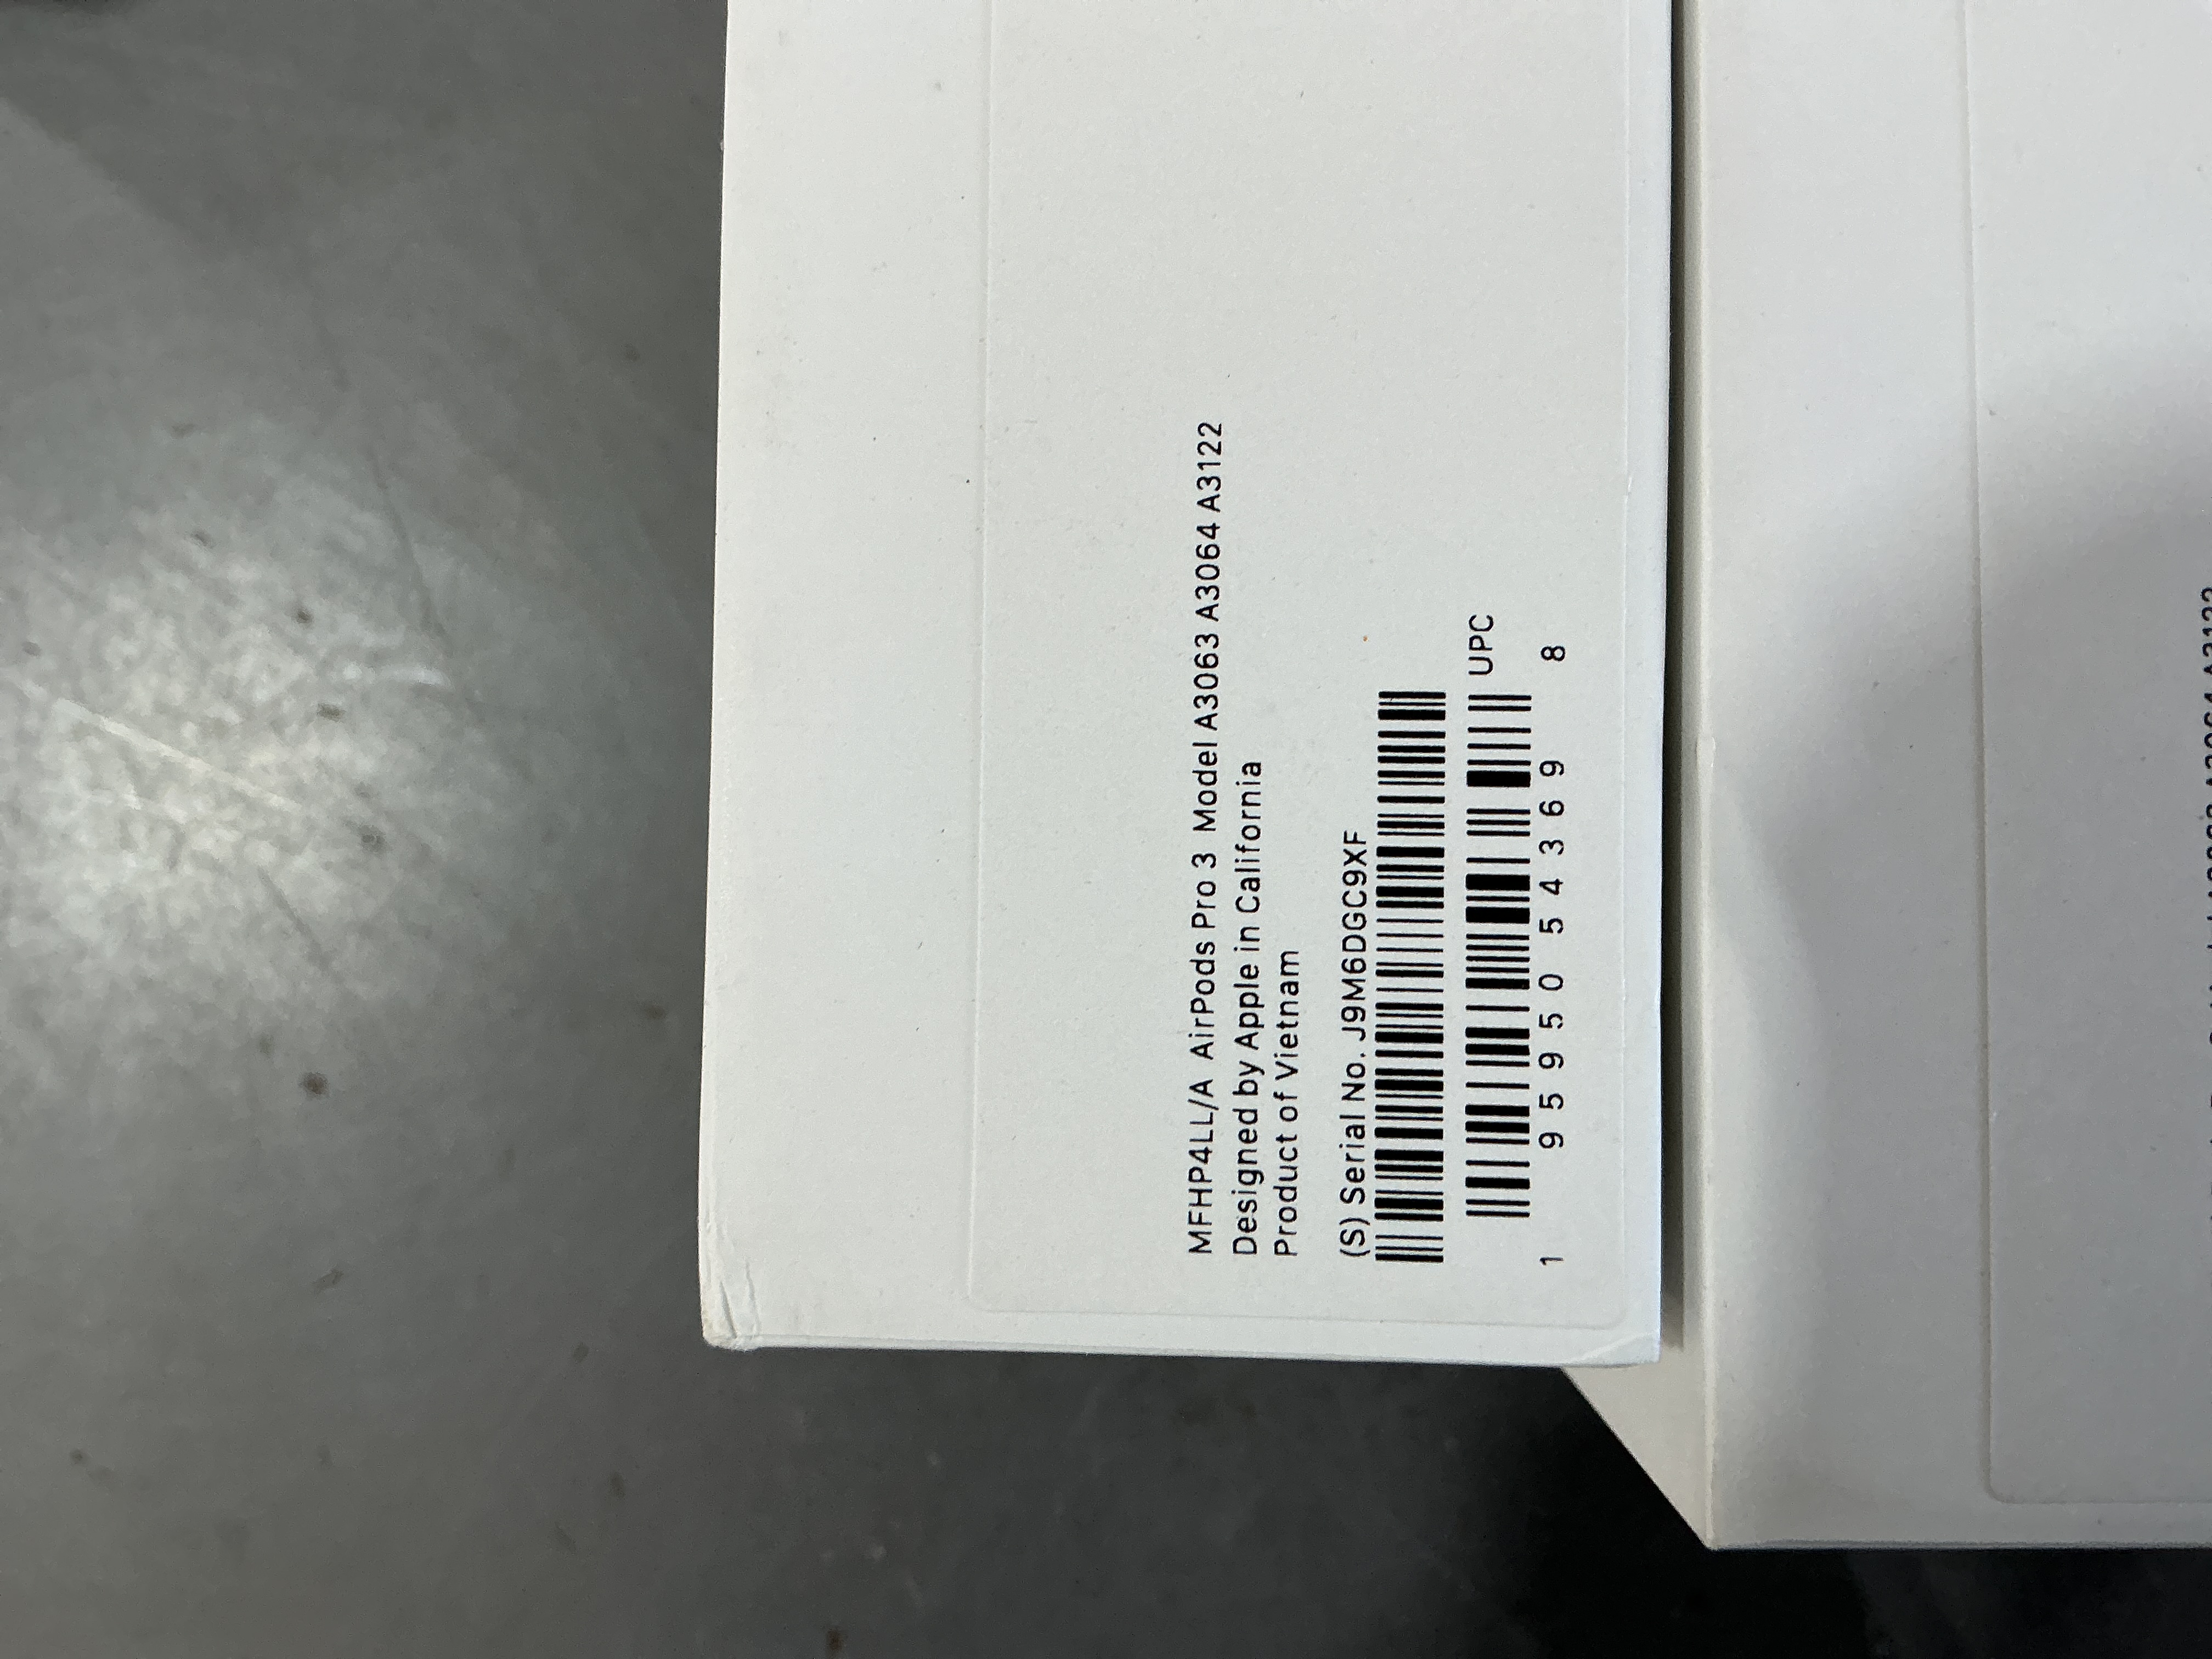 MFHP4LL/A AirPods Pro 3 Model A3063 A3064 A3122
Designed by Apple in California
Product of Vietnam
(S) Serial No. J9M6DGC9XF
UPC
1 95950 54369 8